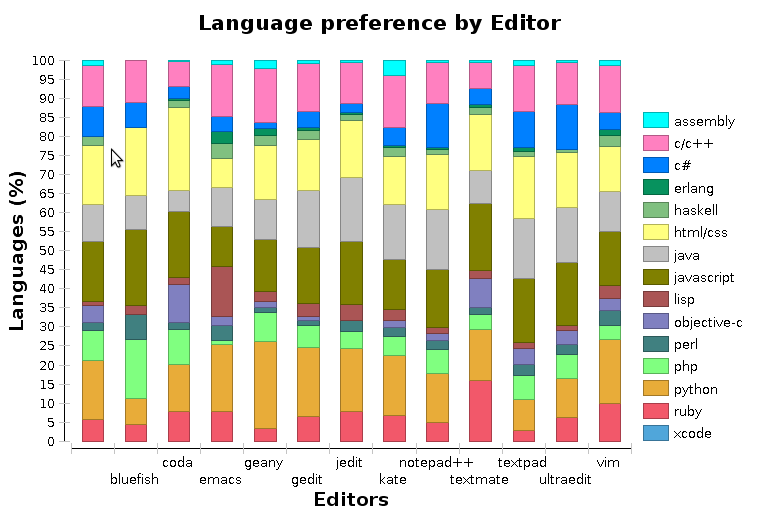 Language preference by Editor
Languages (%)
100
95
90
85
80
75
70
65
60
55
50
45
40
35
30
25
20
15
10
5
0
assembly
c/c++
c#
erlang
haskell
html/css
java
javascript
lisp
objective-c
perl
php
python
ruby
xcode
coda geany jedit notepad++ textpad vim
bluefish emacs gedit kate textmate ultraedit
Editors